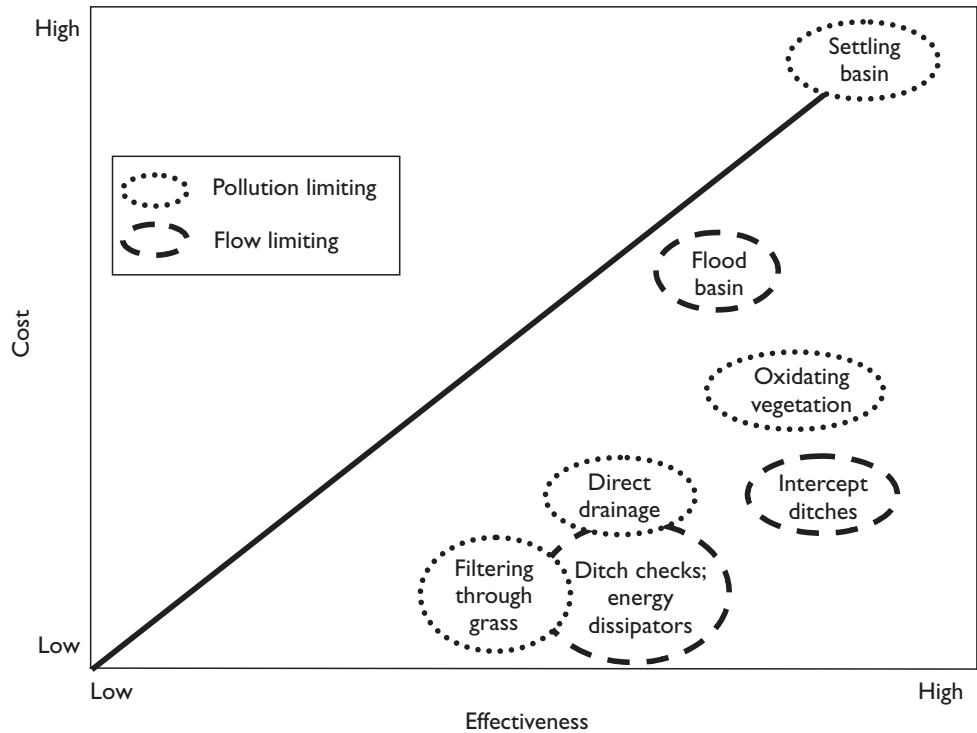 High
Settling
basin
Pollution limiting
Flow limiting
Flood
basin
Cost
Oxidating
vegetation
Direct
drainage
Intercept
ditches
Filtering
through
grass
Ditch checks;
energy
dissipators
Low
Low
High
Effectiveness